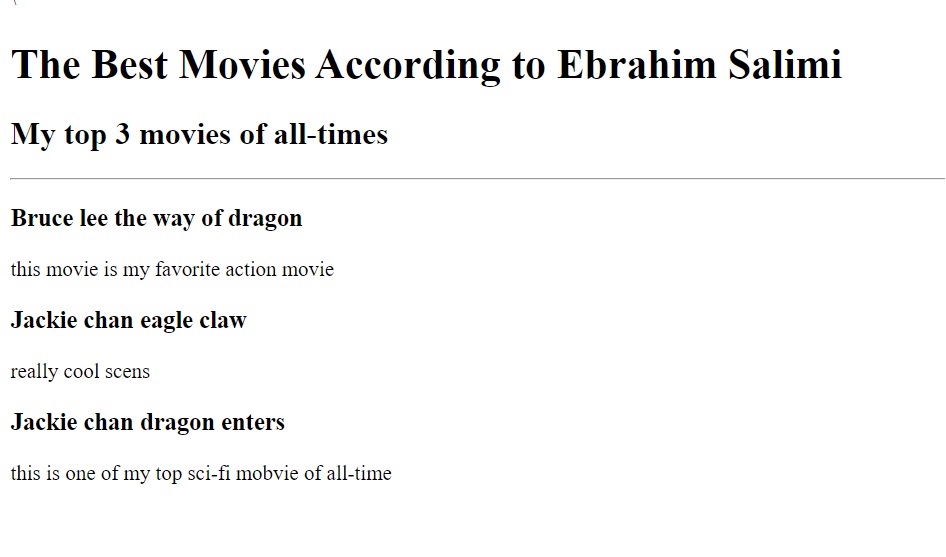 The Best Movies According to Ebrahim Salimi
My top 3 movies of all-times
Bruce lee the way of dragon
this movie is my favorite action movie
Jackie chan eagle claw
really cool scens
Jackie chan dragon enters
this is one of my top sci-fi mobvie of all-time